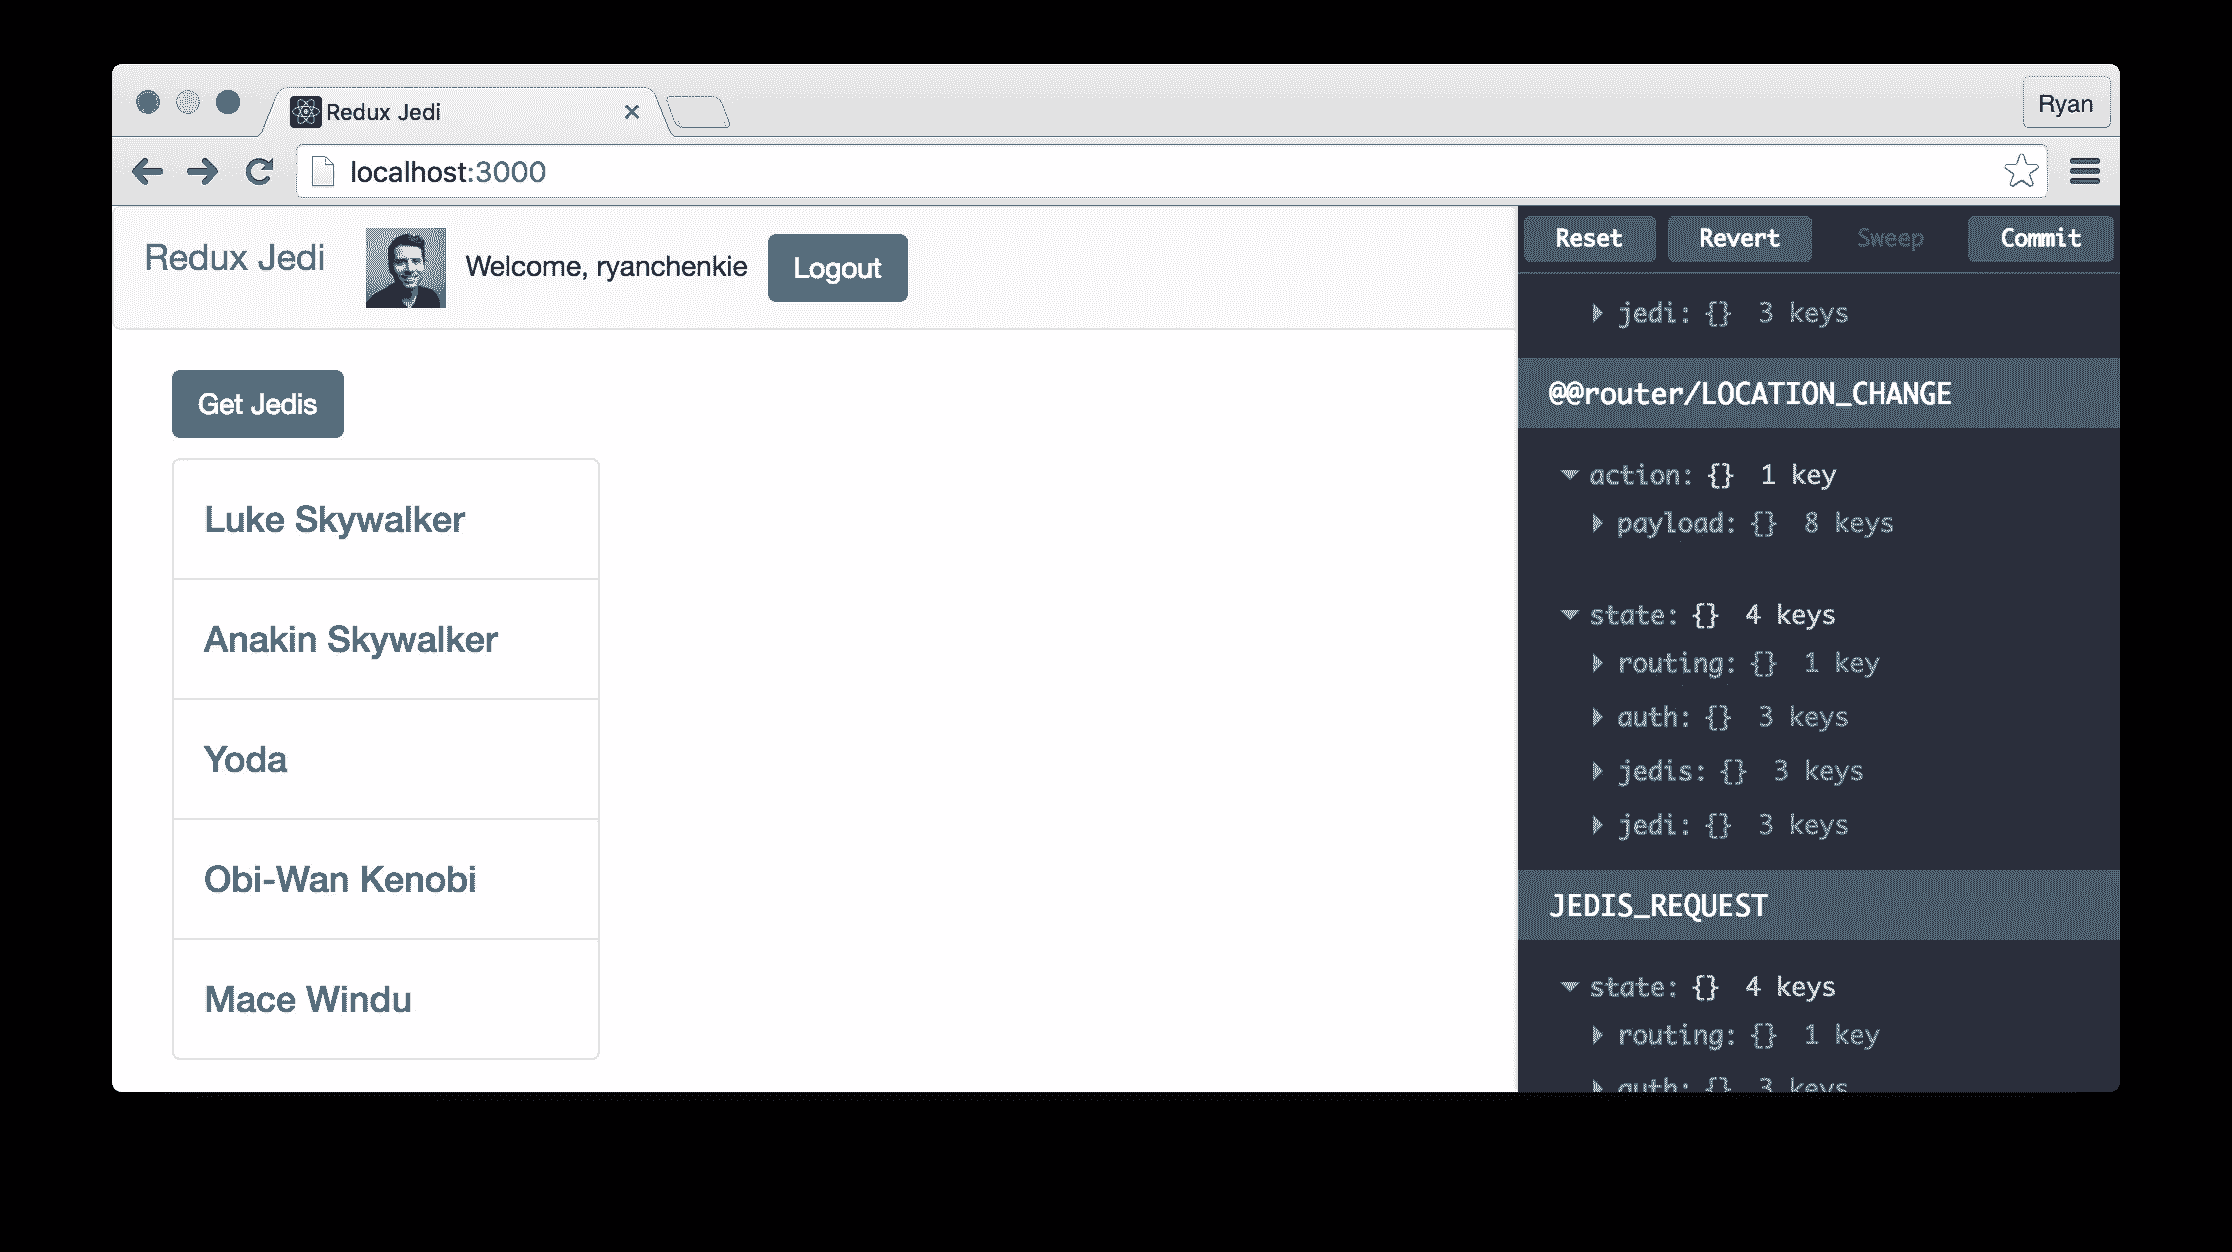 Redux Jedi
Ryan
localhost:3000
Redux Jedi
Welcome, ryanchenkie
Logout
Get Jedis
Luke Skywalker
Anakin Skywalker
Yoda
Obi-Wan Kenobi
Mace Windu
Reset Revert Sweep Commit
jedi: {} 3 keys
@@router/LOCATION_CHANGE
action: {} 1 key
payload: {} 8 keys
state: {} 4 keys
routing: {} 1 key
auth: {} 3 keys
jedis: {} 3 keys
jedi: {} 3 keys
JEDIS_REQUEST
state: {} 4 keys
routing: {} 1 key
auth: {} 3 keys